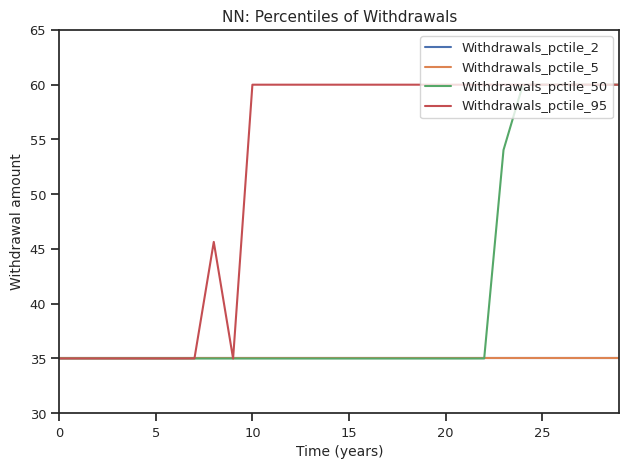 NN: Percentiles of Withdrawals
65
60
55
50
45
40
35
30
Withdrawal amount
Withdrawals_pctile_2
Withdrawals_pctile_5
Withdrawals_pctile_50
Withdrawals_pctile_95
0 5 10 15 20 25
Time (years)